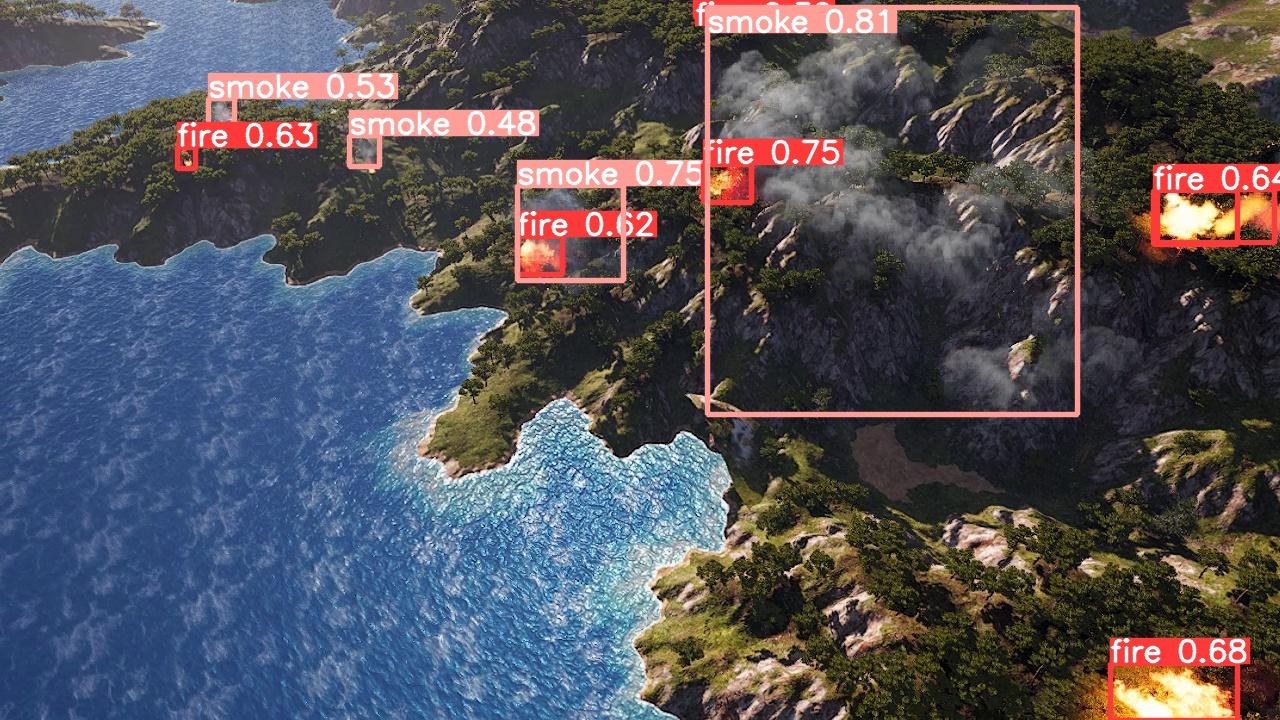 smoke 0.81
smoke 0.53
smoke 0.48
fire 0.63
fire 0.75
smoke 0.75
fire 0.64
fire 0.62
fire 0.68